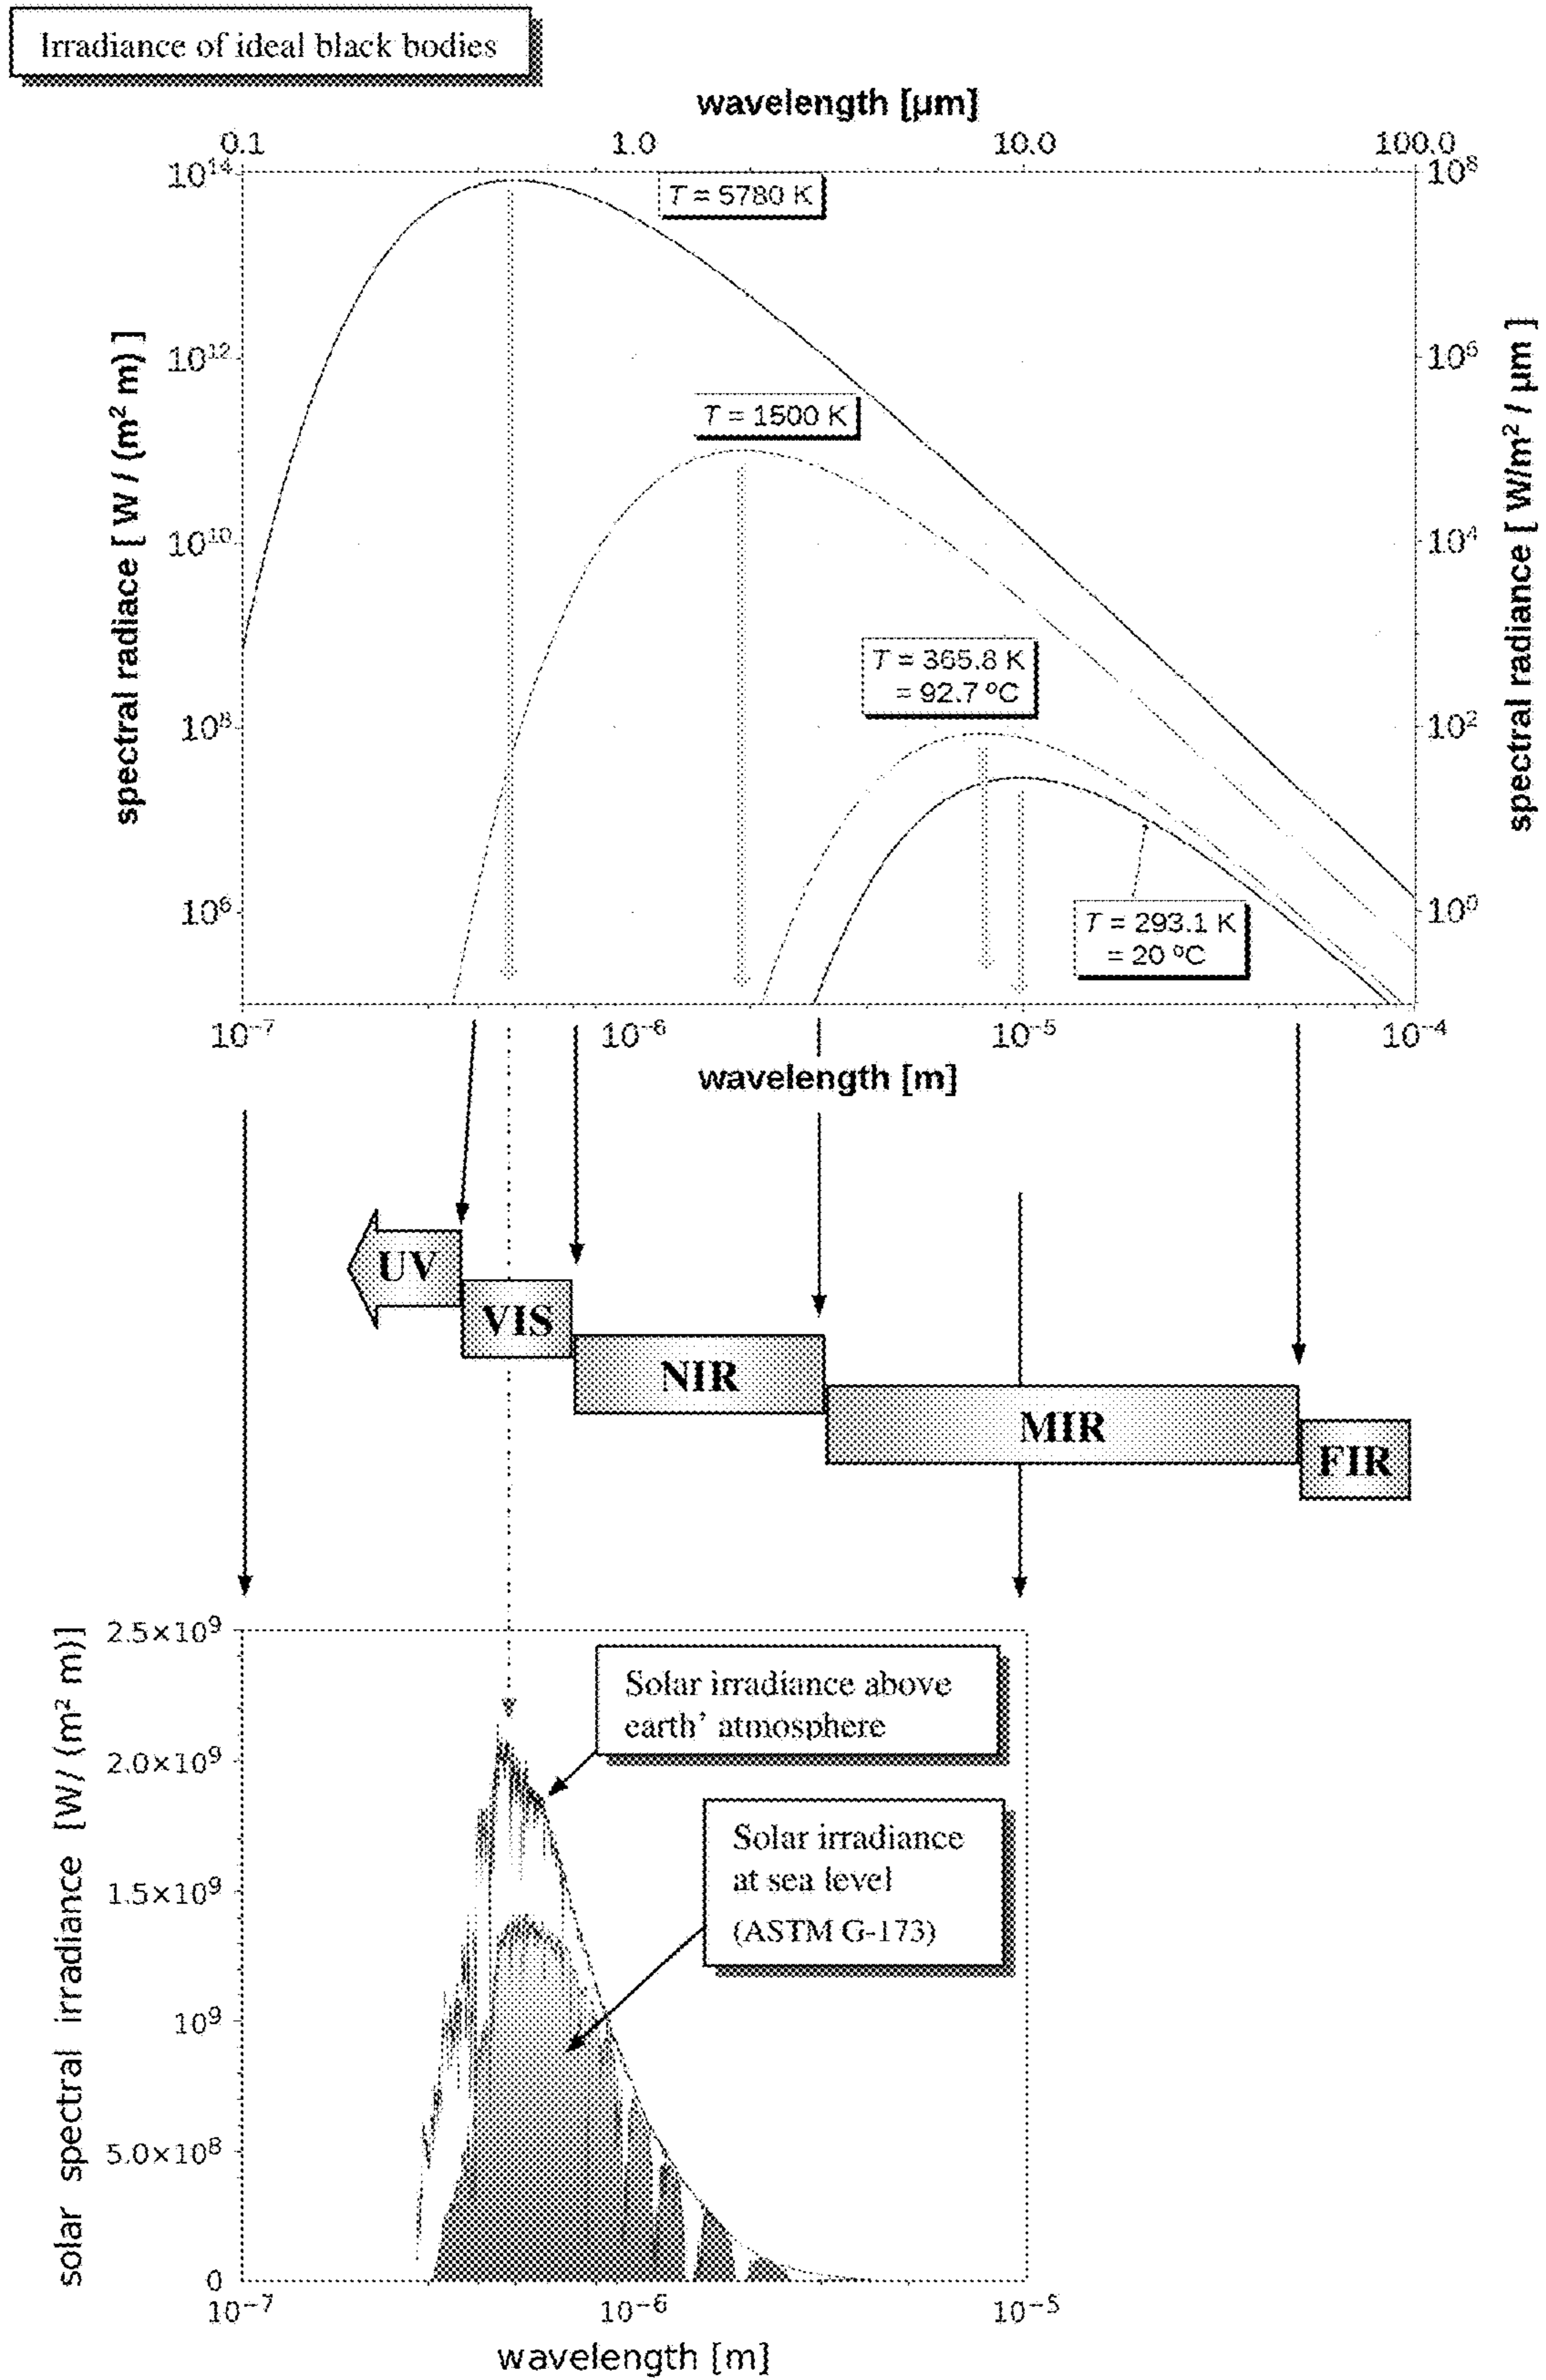 Irradiance of ideal black bodies
wavelength [µm]
0.1 1.0 10.0 100.0
10¹⁴ 10⁸
T = 5780 K
10¹² 10⁶
T = 1500 K
10¹⁰ 10⁴
T = 365.8 K
= 92.7 ºC
10⁸ 10²
10⁶ 10⁰
T = 293.1 K
= 20 ºC
spectral radiace [ W / (m² m) ]
spectral radiance [ W/m² / µm ]
10⁻⁷ 10⁻⁶ 10⁻⁵ 10⁻⁴
wavelength [m]
UV
VIS
NIR
MIR
FIR
solar spectral irradiance [W/ (m² m)]
2.5×10⁹
Solar irradiance above
earth' atmosphere
2.0×10⁹
Solar irradiance
at sea level
(ASTM G-173)
1.5×10⁹
10⁹
5.0×10⁸
0
10⁻⁷ 10⁻⁶ 10⁻⁵
wavelength [m]